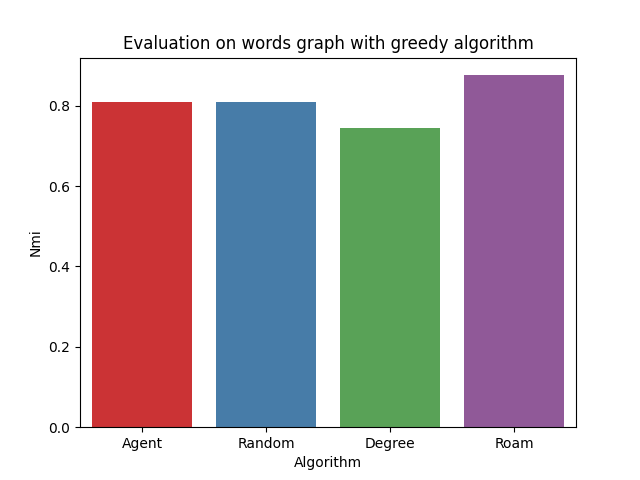 Evaluation on words graph with greedy algorithm
0.8
0.6
0.4
0.2
0.0
Nmi
Agent Random Degree Roam
Algorithm